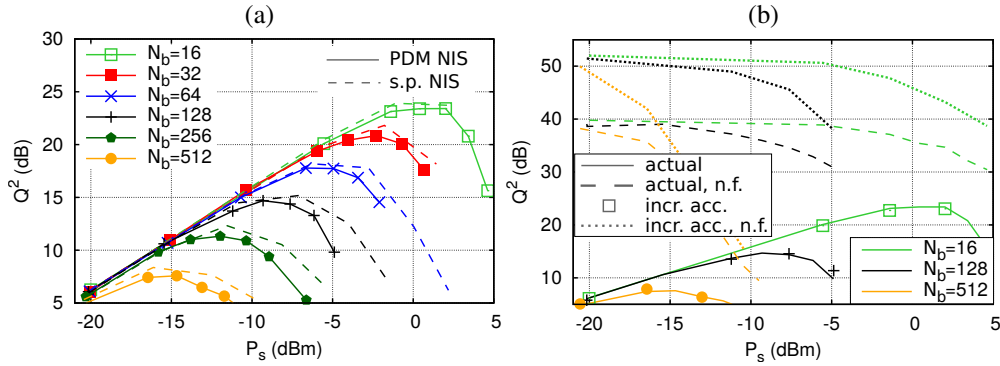 (a)
30
25
20
15
10
5
Q² (dB)
-20 -15 -10 -5 0 5
P_s (dBm)
N_b=16
N_b=32
N_b=64
N_b=128
N_b=256
N_b=512
PDM NIS
s.p. NIS
(b)
50
40
30
20
10
Q² (dB)
-20 -15 -10 -5 0 5
P_s (dBm)
actual
actual, n.f.
incr. acc.
incr. acc., n.f.
N_b=16
N_b=128
N_b=512